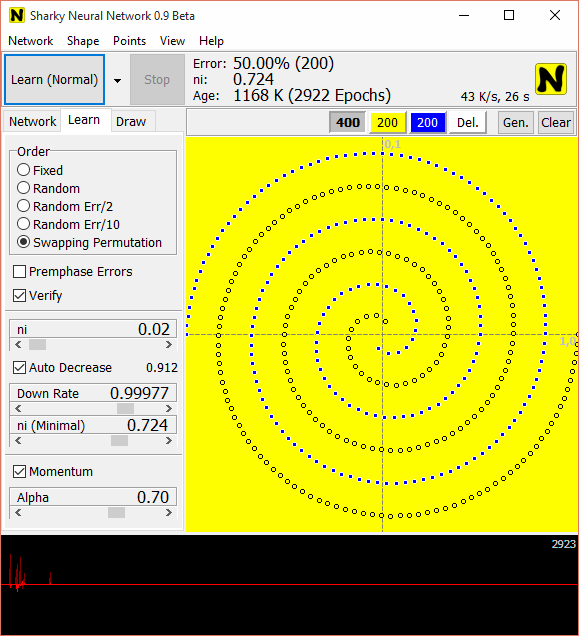 Sharky Neural Network 0.9 Beta
Network Shape Points View Help
Learn (Normal) Stop
Error: 50.00% (200)
ni: 0.724
Age: 1168 K (2922 Epochs) 43 K/s, 26 s
N
Network Learn Draw
400 200 200 Del. Gen. Clear
Order
Fixed
Random
Random Err/2
Random Err/10
Swapping Permutation
Premphase Errors
Verify
ni 0.02
Auto Decrease 0.912
Down Rate 0.99977
ni (Minimal) 0.724
Momentum
Alpha 0.70
0,1
1,0
2923